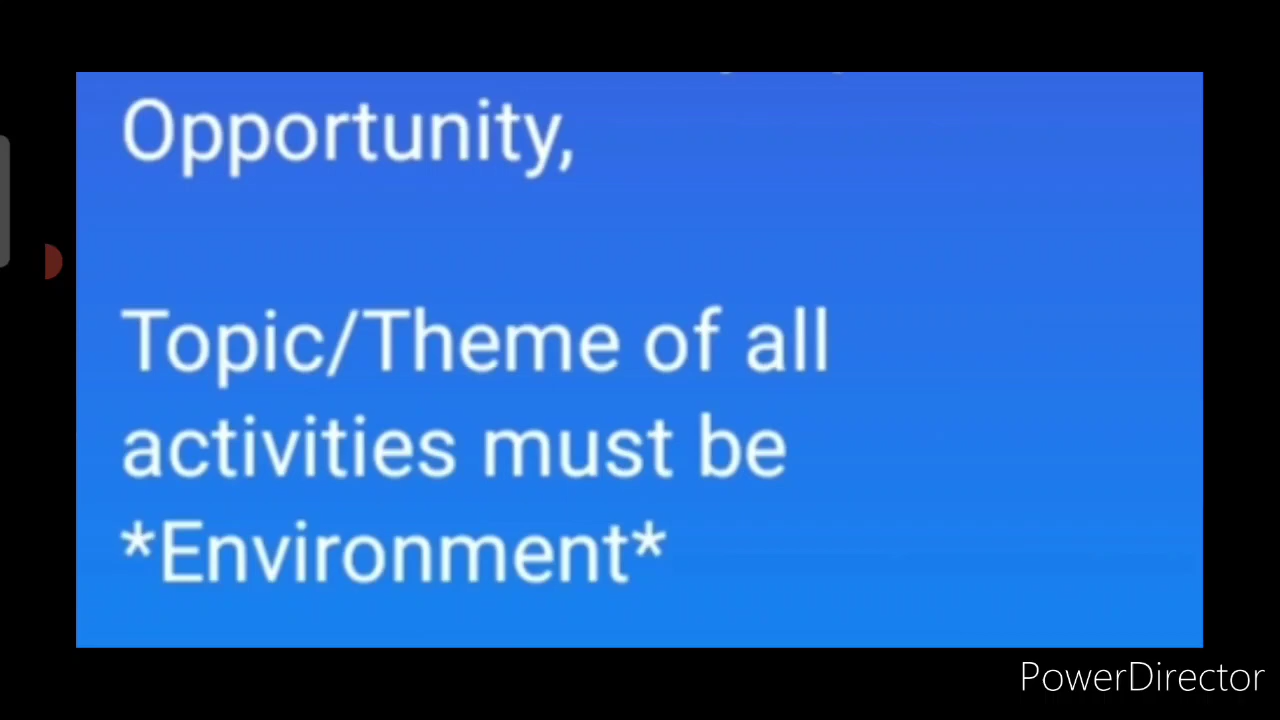 Opportunity,
Topic/Theme of all
activities must be
*Environment*
PowerDirector